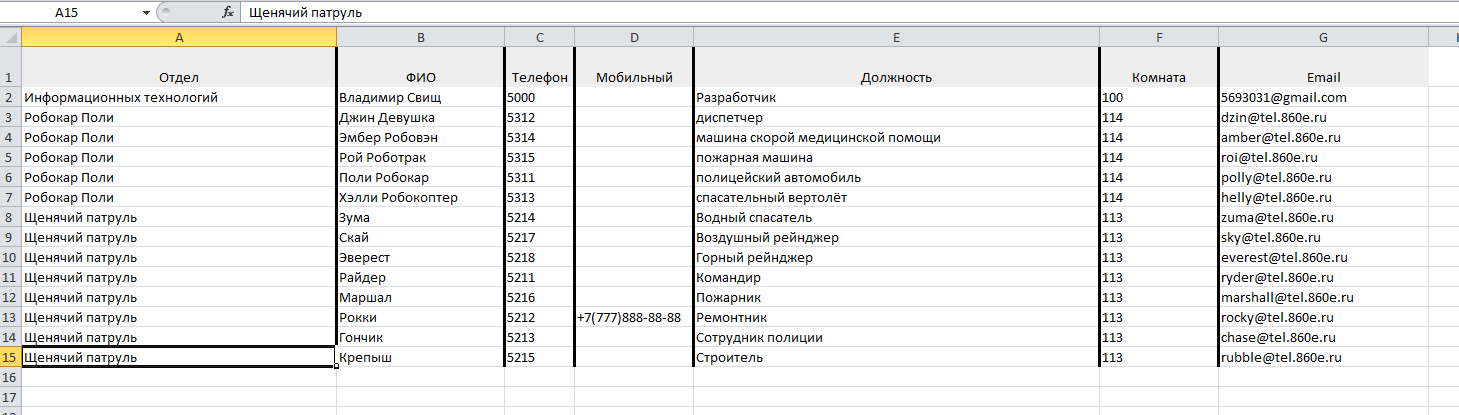 A15 fx Щенячий патруль
A B C D E F G
1 Отдел ФИО Телефон Мобильный Должность Комната Email
2 Информационных технологий Владимир Свищ 5000 Разработчик 100 5693031@gmail.com
3 Робокар Поли Джин Девушка 5312 диспетчер 114 dzin@tel.860e.ru
4 Робокар Поли Эмбер Робовэн 5314 машина скорой медицинской помощи 114 amber@tel.860e.ru
5 Робокар Поли Рой Роботрак 5315 пожарная машина 114 roi@tel.860e.ru
6 Робокар Поли Поли Робокар 5311 полицейский автомобиль 114 polly@tel.860e.ru
7 Робокар Поли Хэлли Робокоптер 5313 спасательный вертолёт 114 helly@tel.860e.ru
8 Щенячий патруль Зума 5214 Водный спасатель 113 zuma@tel.860e.ru
9 Щенячий патруль Скай 5217 Воздушный рейнджер 113 sky@tel.860e.ru
10 Щенячий патруль Эверест 5218 Горный рейнджер 113 everest@tel.860e.ru
11 Щенячий патруль Райдер 5211 Командир 113 ryder@tel.860e.ru
12 Щенячий патруль Маршал 5216 Пожарник 113 marshall@tel.860e.ru
13 Щенячий патруль Рокки 5212 +7(777)888-88-88 Ремонтник 113 rocky@tel.860e.ru
14 Щенячий патруль Гончик 5213 Сотрудник полиции 113 chase@tel.860e.ru
15 Щенячий патруль Крепыш 5215 Строитель 113 rubble@tel.860e.ru
16
17